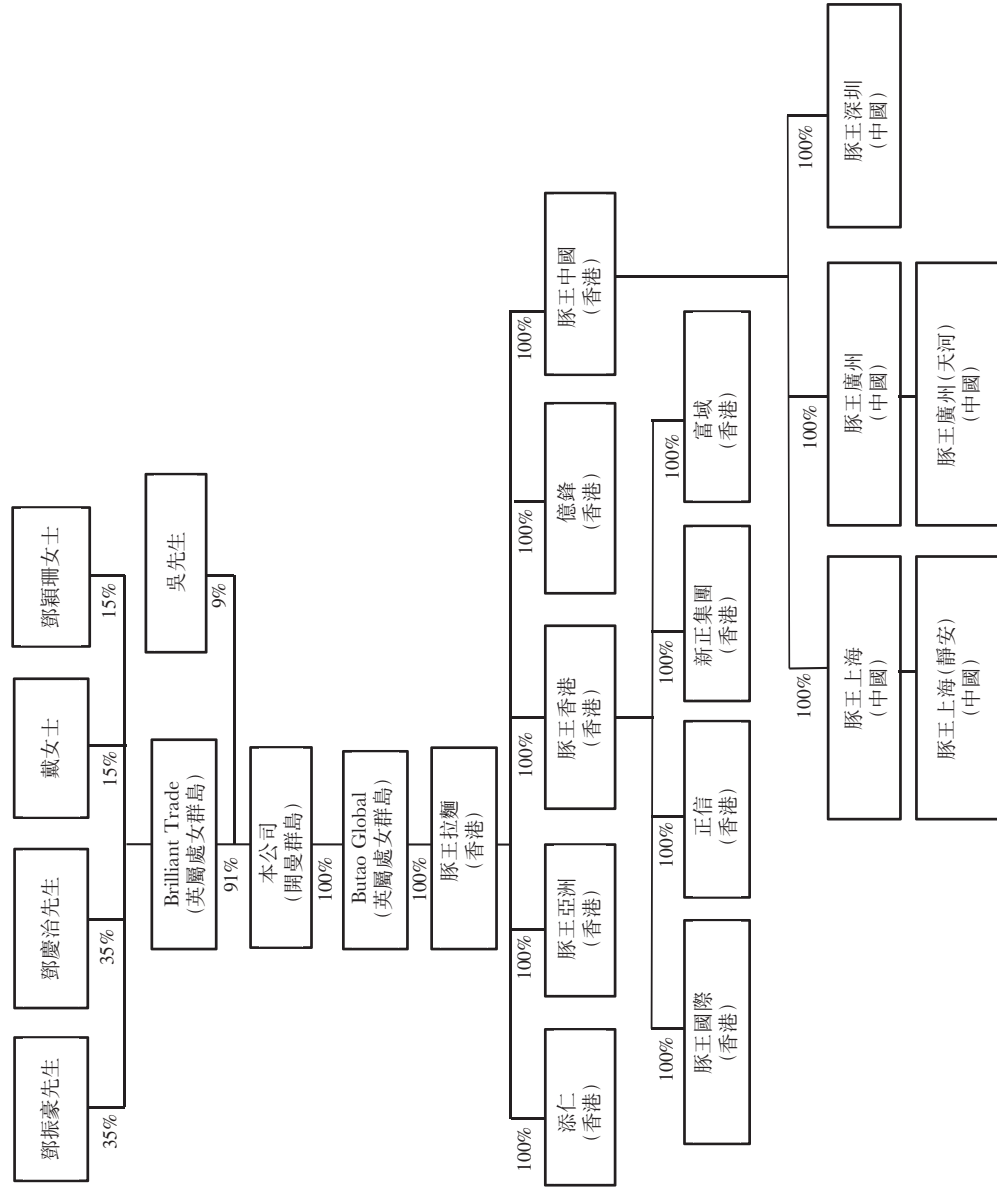 鄧振豪先生
鄧慶治先生
戴女士
鄧穎珊女士
35%
35%
15%
15%
Brilliant Trade
(英屬處女群島)
吳先生
91%
9%
本公司
(開曼群島)
100%
Butao Global
(英屬處女群島)
100%
豚王拉麵
(香港)
100%
100%
100%
100%
100%
添仁
(香港)
豚王亞洲
(香港)
豚王香港
(香港)
億鋒
(香港)
豚王中國
(香港)
100%
100%
100%
100%
豚王國際
(香港)
正信
(香港)
新正集團
(香港)
富域
(香港)
100%
100%
100%
豚王上海
(中國)
豚王廣州
(中國)
豚王深圳
(中國)
豚王上海(靜安)
(中國)
豚王廣州(天河)
(中國)